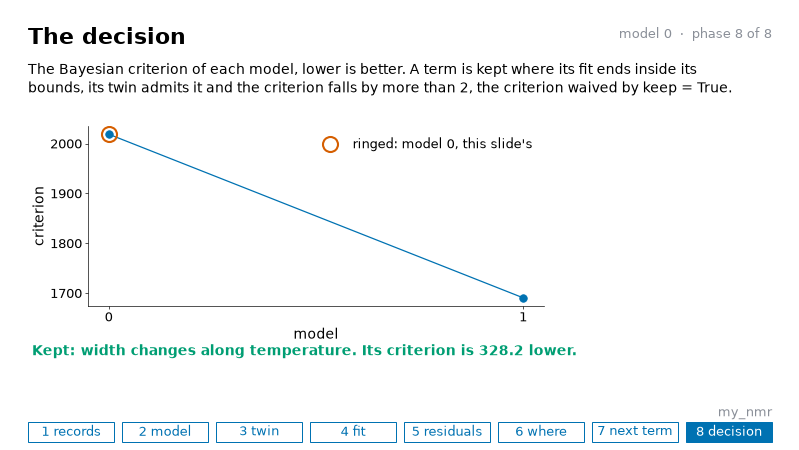 The decision
model 0 · phase 8 of 8
The Bayesian criterion of each model, lower is better. A term is kept where its fit ends inside its
bounds, its twin admits it and the criterion falls by more than 2, the criterion waived by keep = True.
2000
1900
1800
1700
criterion
ringed: model 0, this slide's
0
1
model
Kept: width changes along temperature. Its criterion is 328.2 lower.
my_nmr
1 records
2 model
3 twin
4 fit
5 residuals
6 where
7 next term
8 decision